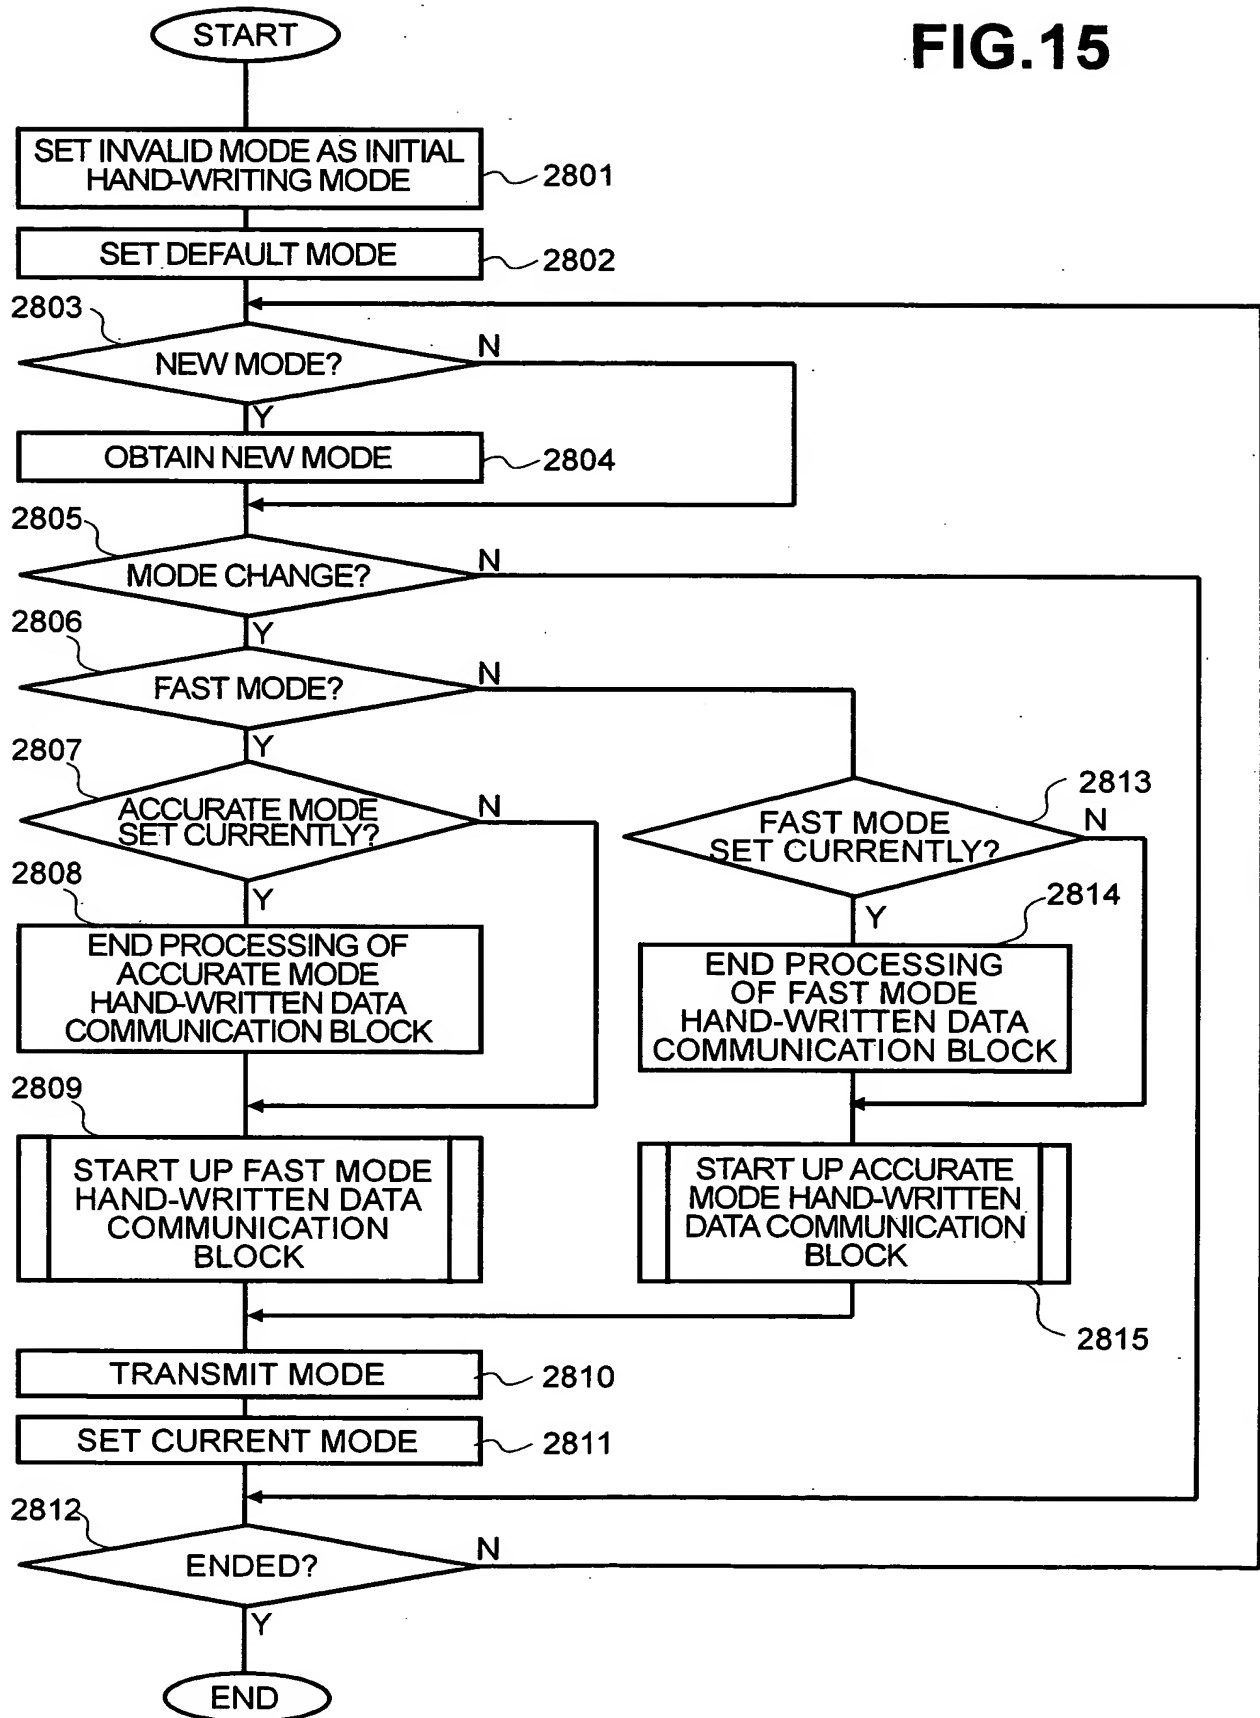 START
FIG.15
SET INVALID MODE AS INITIAL
HAND-WRITING MODE
2801
SET DEFAULT MODE
2802
2803
NEW MODE?
N
Y
OBTAIN NEW MODE
2804
2805
MODE CHANGE?
N
Y
2806
FAST MODE?
N
Y
2807
ACCURATE MODE
SET CURRENTLY?
N
Y
2813
FAST MODE
SET CURRENTLY?
N
Y
2808
END PROCESSING OF
ACCURATE MODE
HAND-WRITTEN DATA
COMMUNICATION BLOCK
2814
END PROCESSING
OF FAST MODE
HAND-WRITTEN DATA
COMMUNICATION BLOCK
2809
START UP FAST MODE
HAND-WRITTEN DATA
COMMUNICATION
BLOCK
START UP ACCURATE
MODE HAND-WRITTEN
DATA COMMUNICATION
BLOCK
2815
TRANSMIT MODE
2810
SET CURRENT MODE
2811
2812
ENDED?
N
Y
END